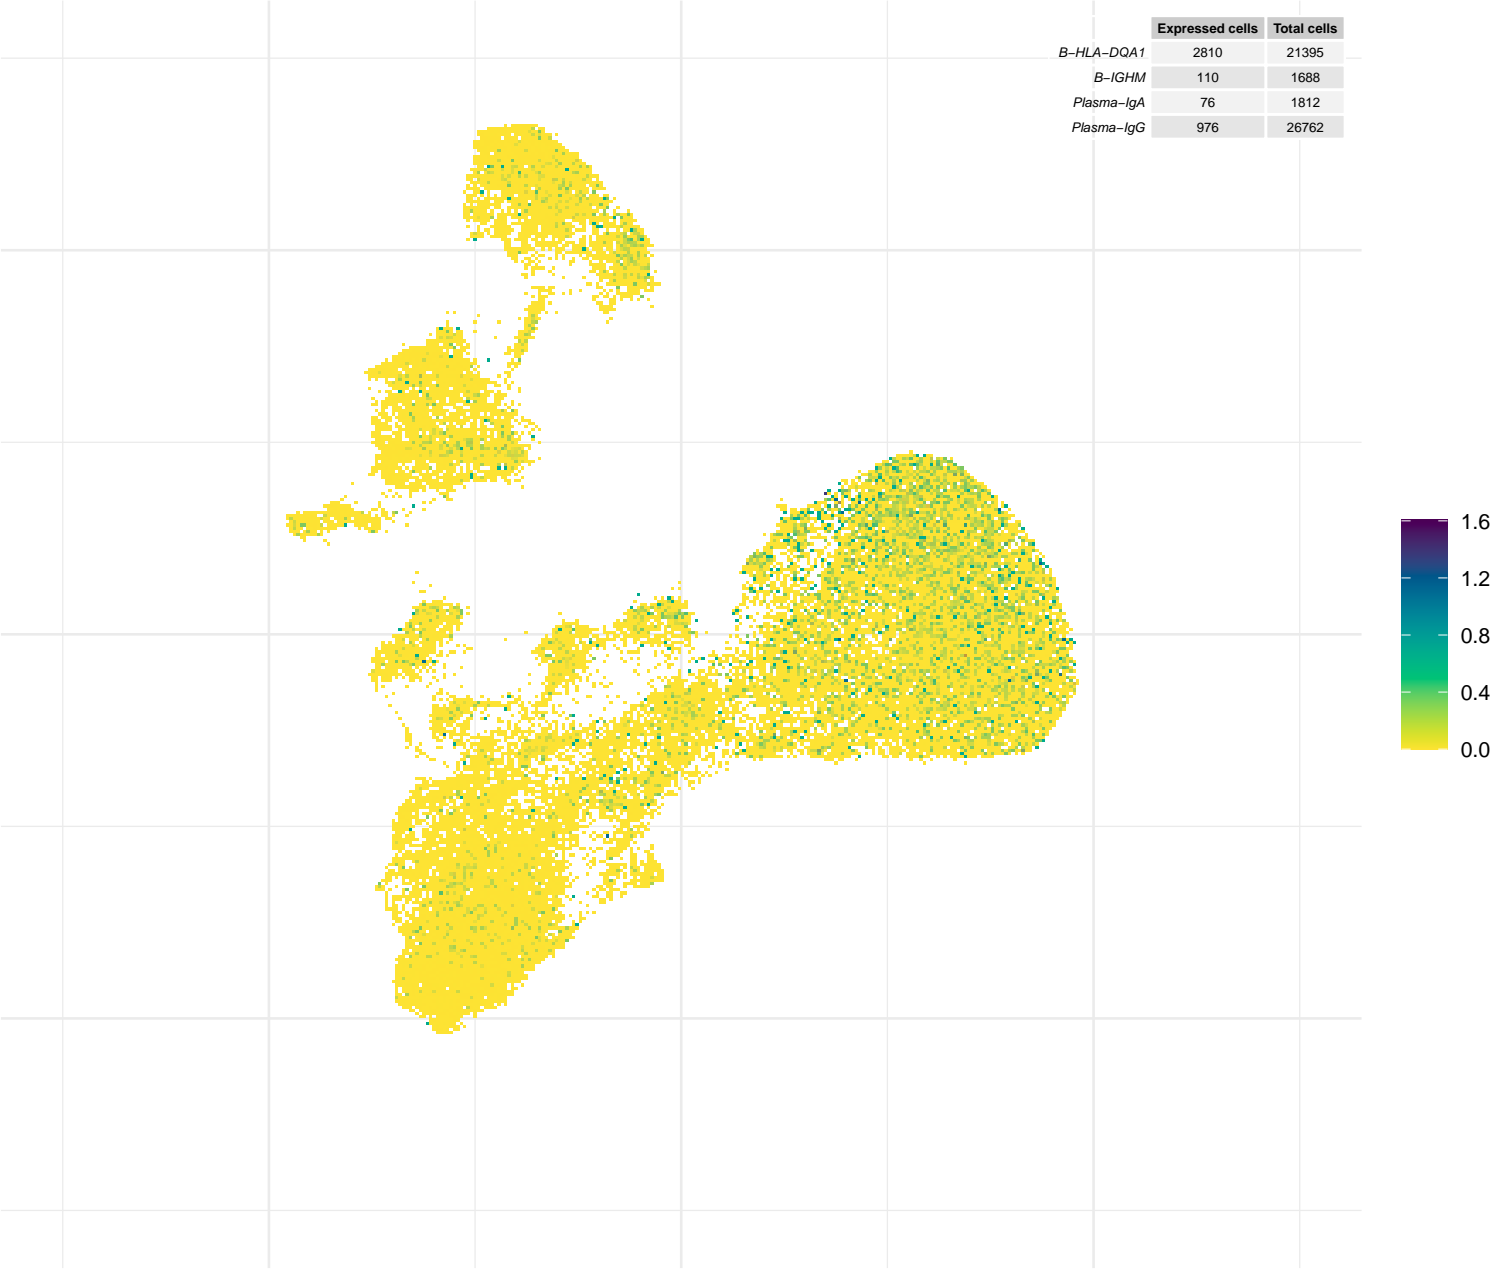 Expressed cells Total cells
B−HLA−DQA1 2810 21395
B−IGHM 110 1688
Plasma−IgA 76 1812
Plasma−IgG 976 26762
1.6
1.2
0.8
0.4
0.0